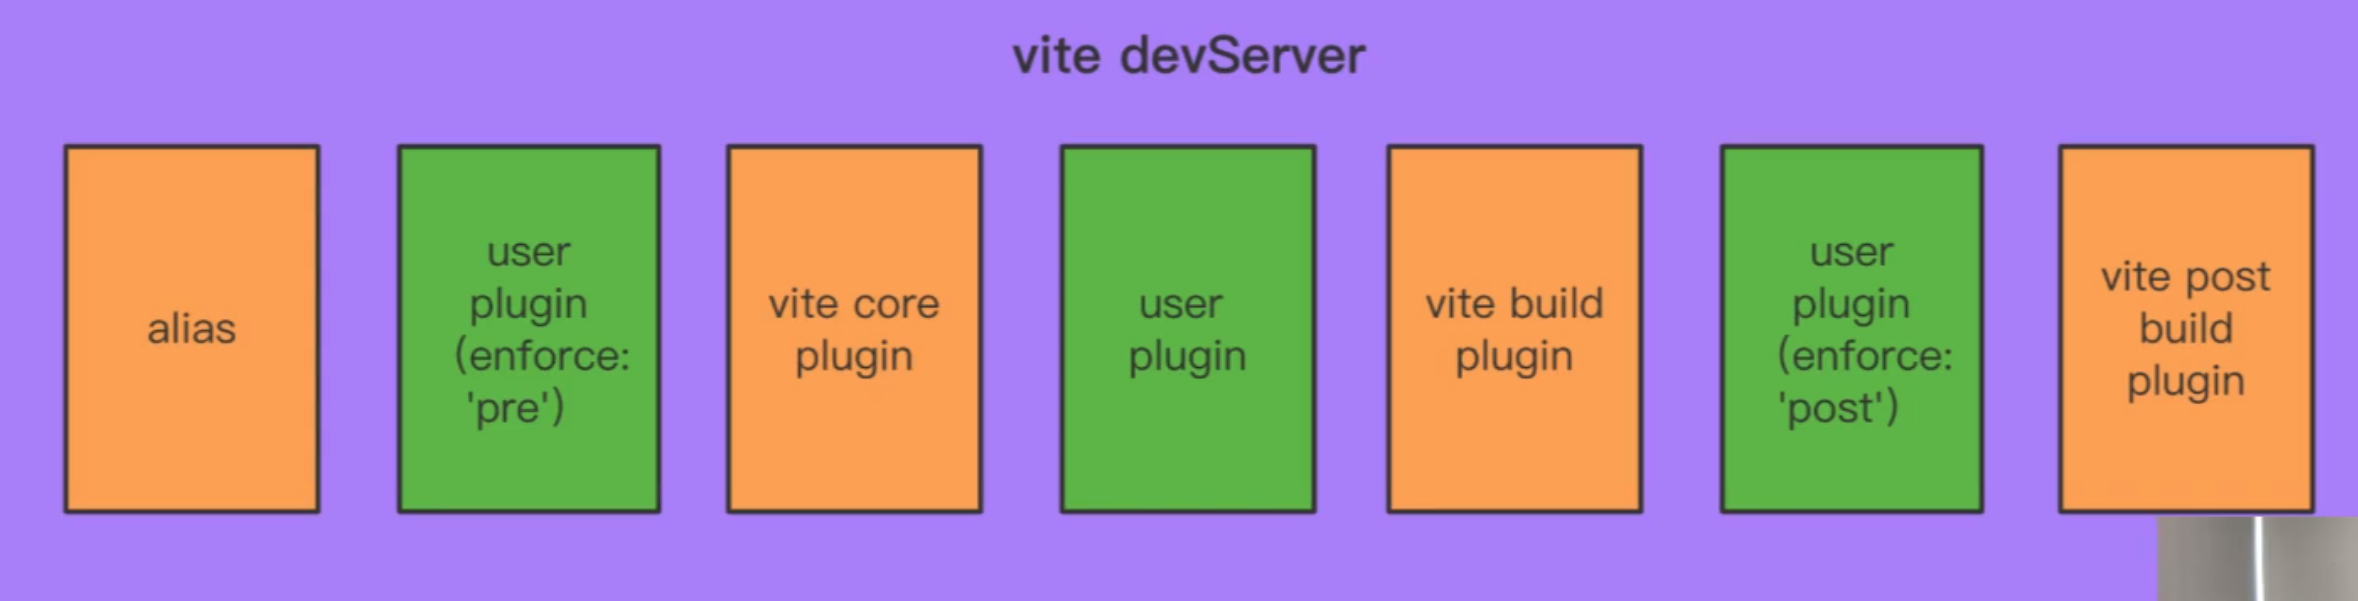 vite devServer
alias
user
plugin
(enforce:
'pre')
vite core
plugin
user
plugin
vite build
plugin
user
plugin
(enforce:
'post')
vite post
build
plugin